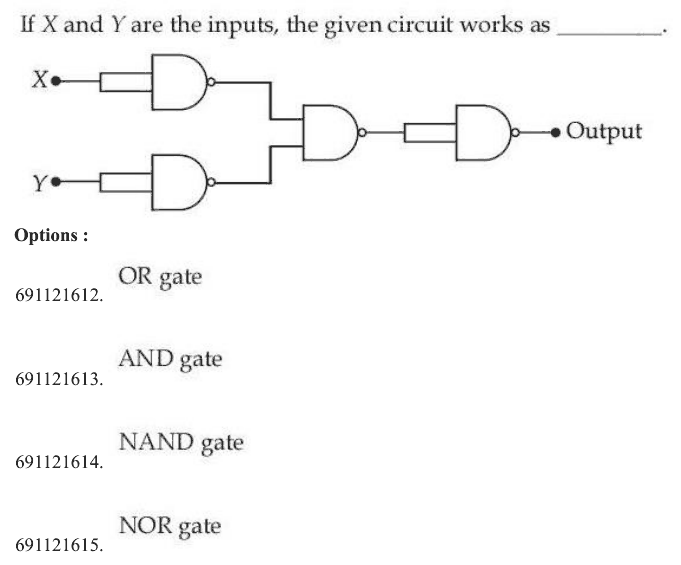 If X and Y are the inputs, the given circuit works as __________.
X
Output
Y
Options :
OR gate
691121612.
AND gate
691121613.
NAND gate
691121614.
NOR gate
691121615.